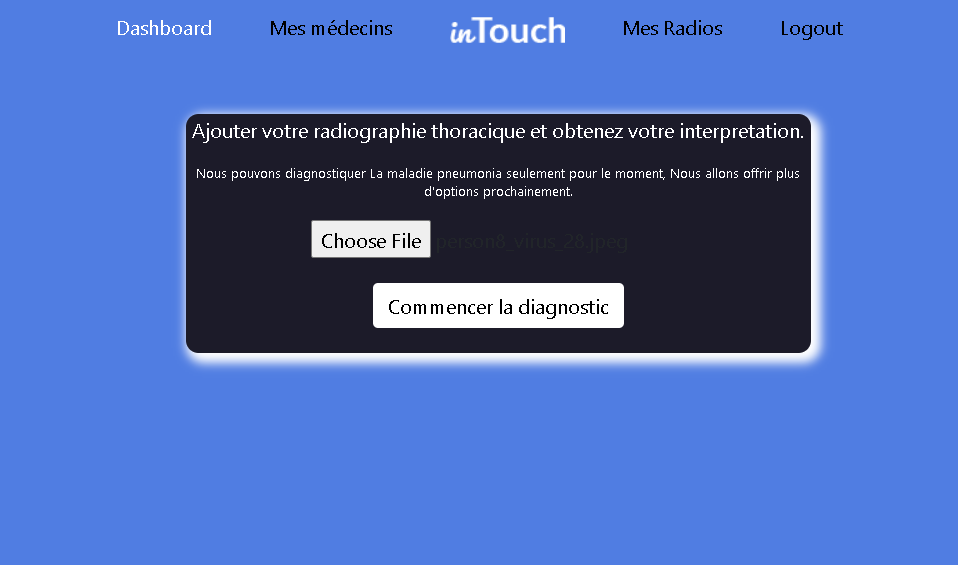 Dashboard Mes médecins inTouch Mes Radios Logout
Ajouter votre radiographie thoracique et obtenez votre interpretation.
Nous pouvons diagnostiquer La maladie pneumonia seulement pour le moment, Nous allons offrir plus
d'options prochainement.
Choose File person8_virus_28.jpeg
Commencer la diagnostic